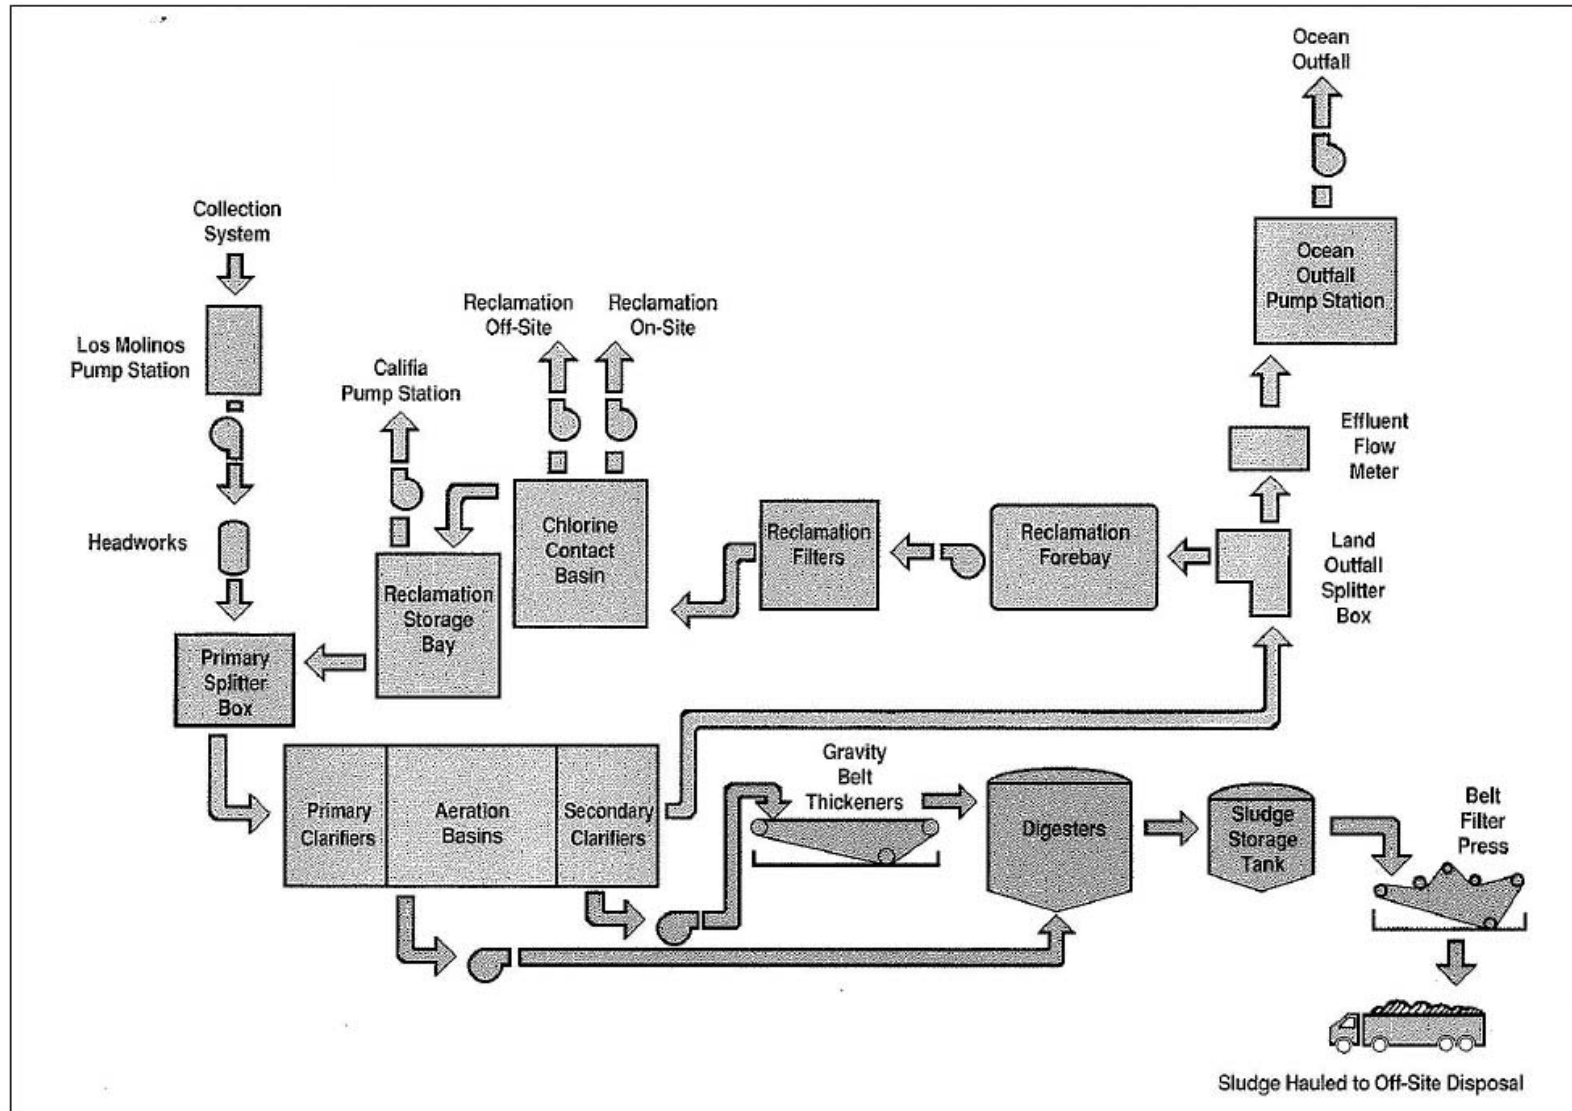 Ocean
Outfall
Collection
System
Ocean
Outfall
Pump Station
Reclamation
Off-Site
Reclamation
On-Site
Los Molinos
Pump Station
Califia
Pump Station
Effluent
Flow
Meter
Headworks
Chlorine
Contact
Basin
Reclamation
Filters
Reclamation
Forebay
Land
Outfall
Splitter
Box
Reclamation
Storage
Bay
Primary
Splitter
Box
Primary
Clarifiers
Aeration
Basins
Secondary
Clarifiers
Gravity
Belt
Thickeners
Digesters
Sludge
Storage
Tank
Belt
Filter
Press
Sludge Hauled to Off-Site Disposal